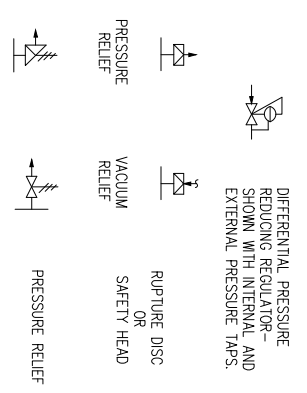 DIFFERENTIAL PRESSURE
REDUCING REGULATOR-
SHOWN WITH INTERNAL AND
EXTERNAL PRESSURE TAPS.
PRESSURE
RELIEF
VACUUM
RELIEF
RUPTURE DISC
OR
SAFETY HEAD
PRESSURE RELIEF